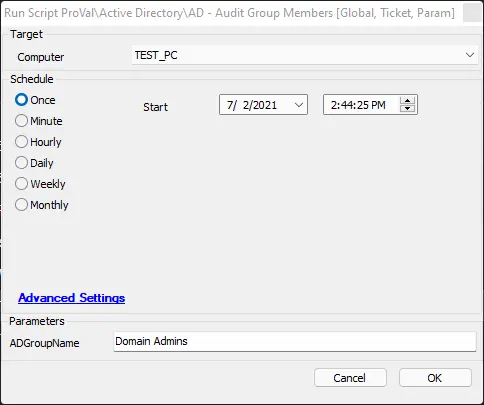 Run Script ProVal\Active Directory\AD - Audit Group Members [Global, Ticket, Param]
Target
Computer TEST_PC
Schedule
Once Start 7/ 2/2021 2:44:25 PM
Minute
Hourly
Daily
Weekly
Monthly
Advanced Settings
Parameters
ADGroupName Domain Admins
Cancel OK